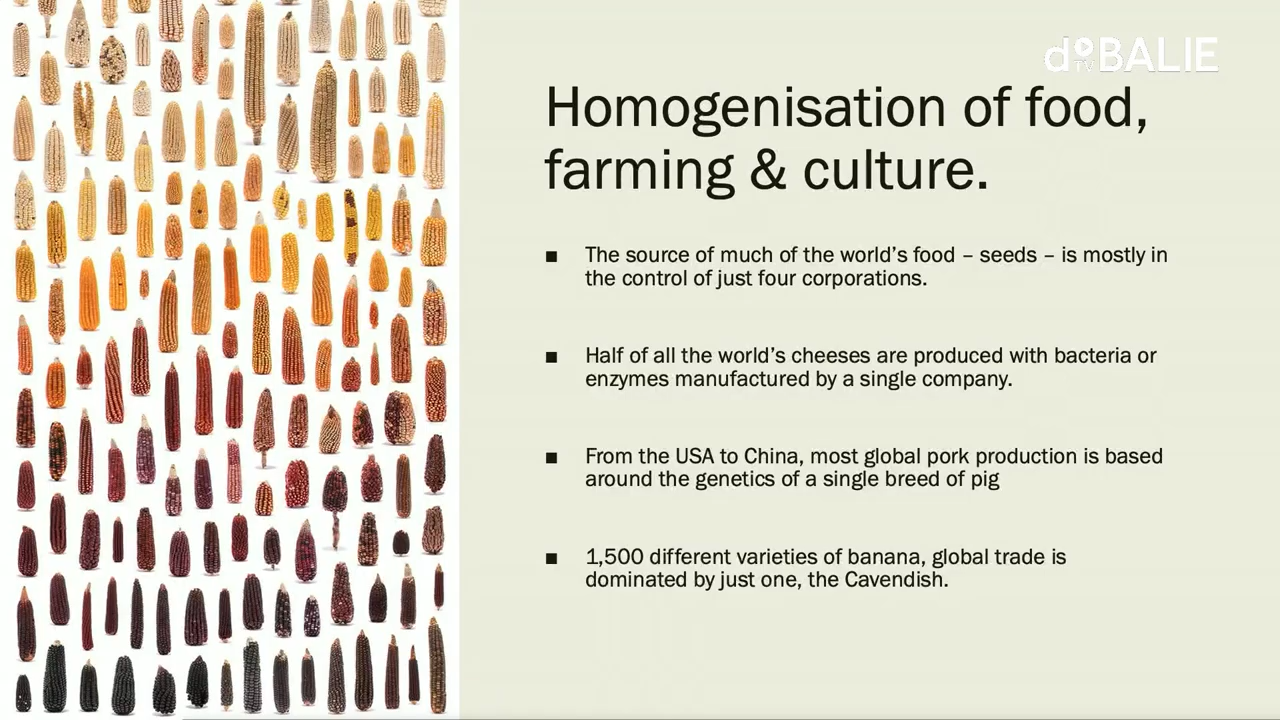 de BALIE
TV
Homogenisation of food,
farming & culture.
■ The source of much of the world’s food – seeds – is mostly in
the control of just four corporations.
■ Half of all the world’s cheeses are produced with bacteria or
enzymes manufactured by a single company.
■ From the USA to China, most global pork production is based
around the genetics of a single breed of pig
■ 1,500 different varieties of banana, global trade is
dominated by just one, the Cavendish.